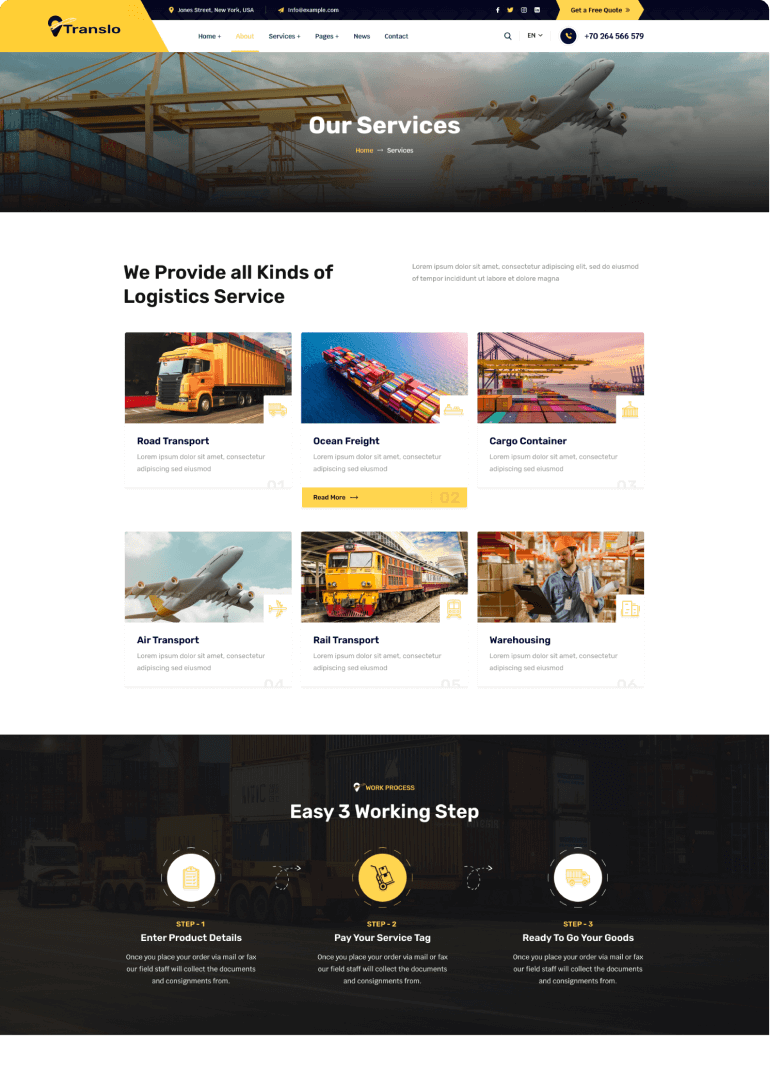 Translo
Jones Street, New York, USA
Info@example.com
Get a Free Quote »
Home +
About
Services +
Pages +
News
Contact
EN
+70 264 566 579
Our Services
Home → Services
We Provide all Kinds of
Logistics Service
Lorem ipsum dolor sit amet, consectetur adipiscing elit, sed do eiusmod
of tempor incididunt ut labore et dolore magna
Road Transport
Lorem ipsum dolor sit amet, consectetur
adipiscing sed eiusmod
01
Ocean Freight
Lorem ipsum dolor sit amet, consectetur
adipiscing sed eiusmod
Read More →
02
Cargo Container
Lorem ipsum dolor sit amet, consectetur
adipiscing sed eiusmod
03
Air Transport
Lorem ipsum dolor sit amet, consectetur
adipiscing sed eiusmod
04
Rail Transport
Lorem ipsum dolor sit amet, consectetur
adipiscing sed eiusmod
05
Warehousing
Lorem ipsum dolor sit amet, consectetur
adipiscing sed eiusmod
06
WORK PROCESS
Easy 3 Working Step
STEP - 1
Enter Product Details
Once you place your order via mail or fax
our field staff will collect the documents
and consignments from.
STEP - 2
Pay Your Service Tag
Once you place your order via mail or fax
our field staff will collect the documents
and consignments from.
STEP - 3
Ready To Go Your Goods
Once you place your order via mail or fax
our field staff will collect the documents
and consignments from.